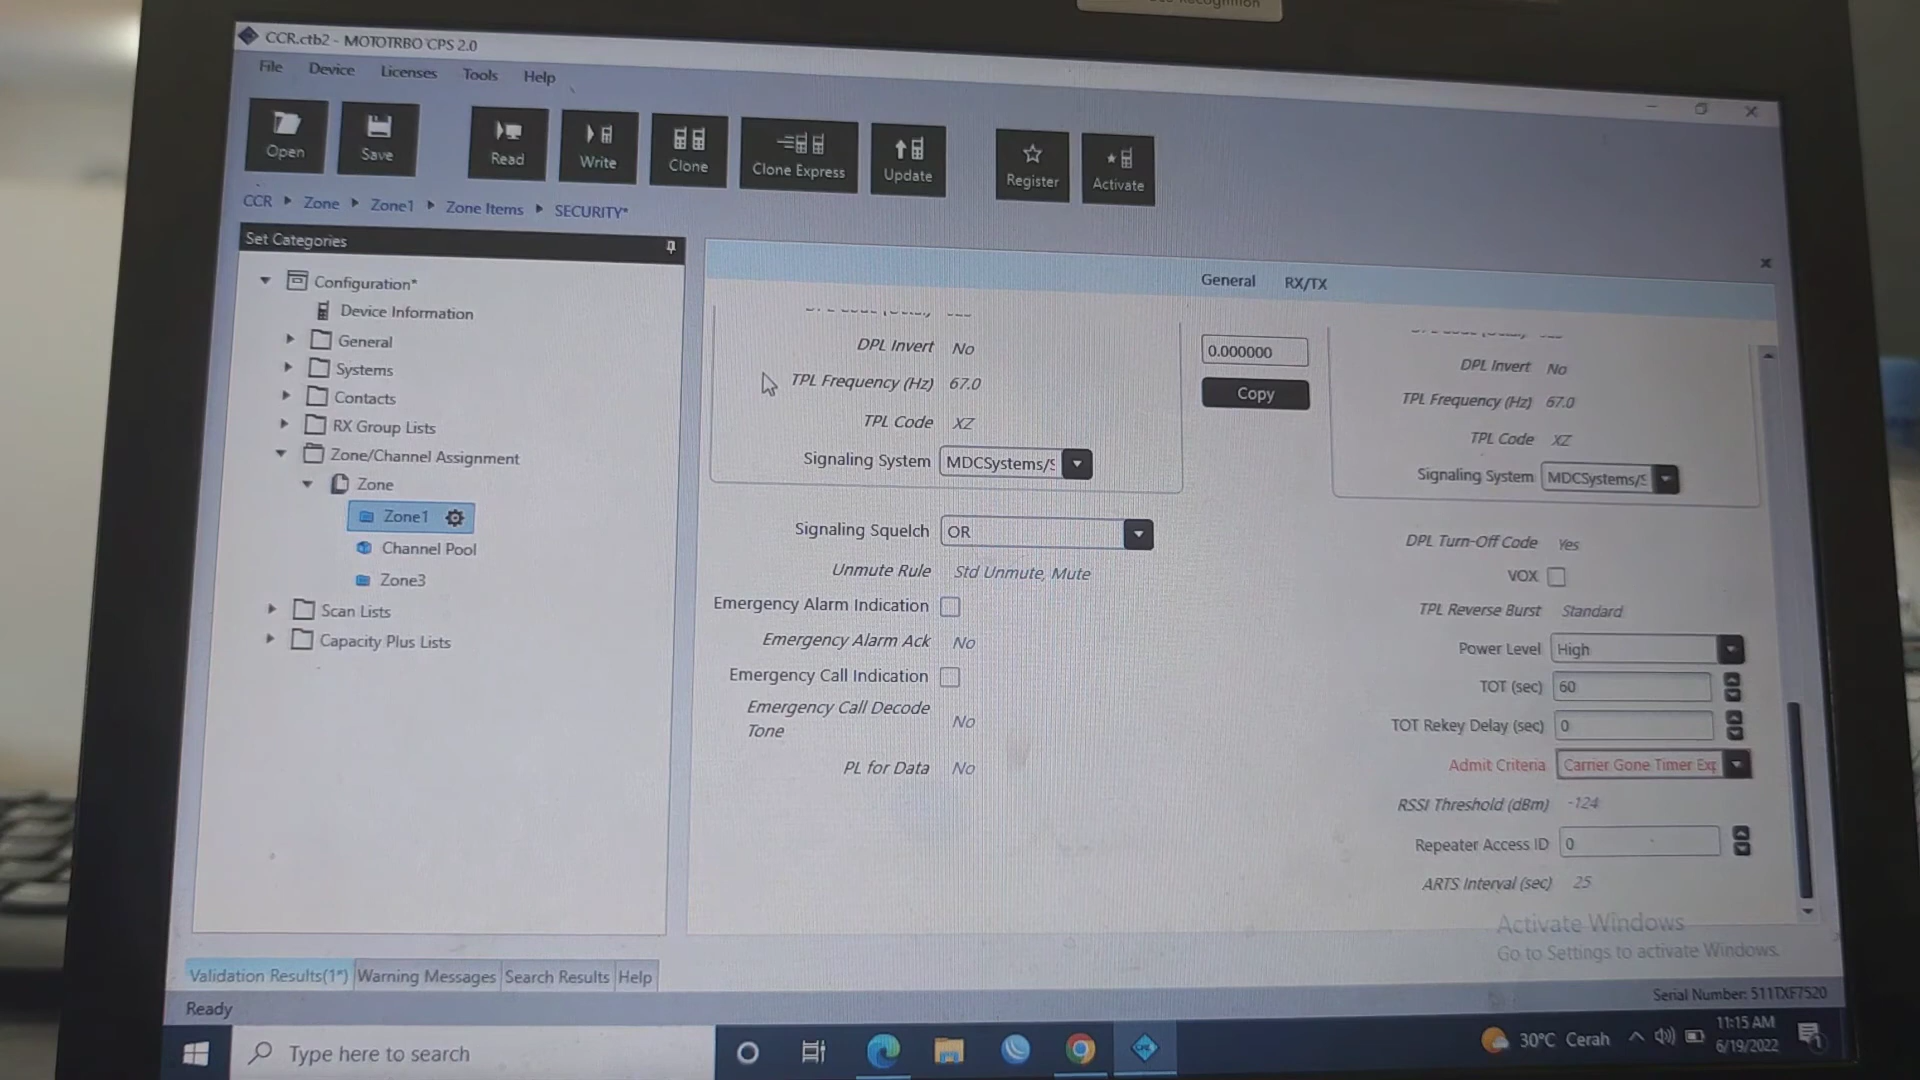 CCR.ctb2 - MOTOTRBO CPS 2.0
File Device Licenses Tools Help
Open
Save
Read
Write
Clone
Clone Express
Update
Register
Activate
CCR Zone Zone1 Zone Items SECURITY*
Set Categories
Configuration*
Device Information
General
Systems
Contacts
RX Group Lists
Zone/Channel Assignment
Zone
Zone1
Channel Pool
Zone3
Scan Lists
Capacity Plus Lists
General RX/TX
DPL Invert No
TPL Frequency (Hz) 67.0
TPL Code XZ
Signaling System MDCSystems/S
Signaling Squelch OR
Unmute Rule Std Unmute, Mute
Emergency Alarm Indication
Emergency Alarm Ack No
Emergency Call Indication
Emergency Call Decode
Tone No
PL for Data No
0.000000
Copy
DPL Invert No
TPL Frequency (Hz) 67.0
TPL Code XZ
Signaling System MDCSystems/S
DPL Turn-Off Code Yes
VOX
TPL Reverse Burst Standard
Power Level High
TOT (sec) 60
TOT Rekey Delay (sec) 0
Admit Criteria Carrier Gone Timer Exp
RSSI Threshold (dBm) -124
Repeater Access ID 0
ARTS Interval (sec) 25
Activate Windows
Go to Settings to activate Windows.
Validation Results(1*) Warning Messages Search Results Help
Ready
Serial Number: 511TXF7520
Type here to search
30°C Cerah
11:15 AM
6/19/2022